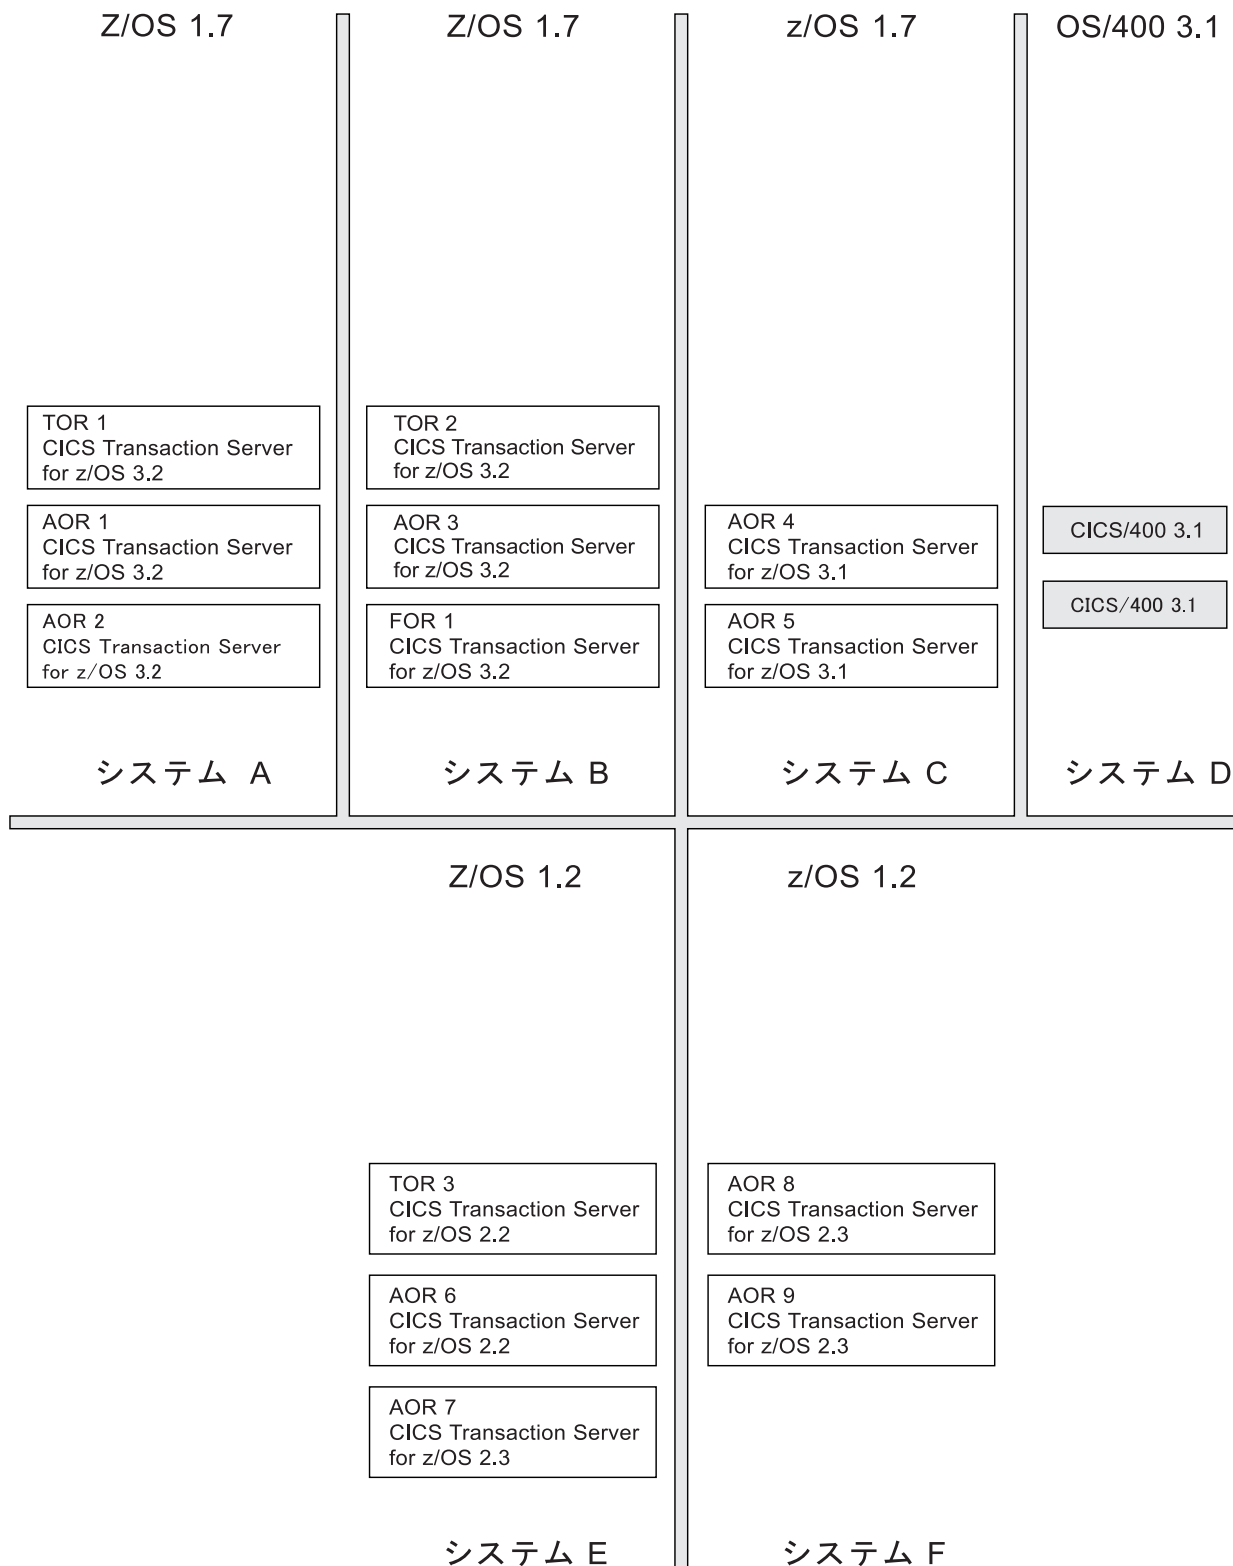 Z/OS 1.7
TOR 1
CICS Transaction Server
for z/OS 3.2
AOR 1
CICS Transaction Server
for z/OS 3.2
AOR 2
CICS Transaction Server
for z/OS 3.2
システム A
Z/OS 1.7
TOR 2
CICS Transaction Server
for z/OS 3.2
AOR 3
CICS Transaction Server
for z/OS 3.2
FOR 1
CICS Transaction Server
for z/OS 3.2
システム B
z/OS 1.7
AOR 4
CICS Transaction Server
for z/OS 3.1
AOR 5
CICS Transaction Server
for z/OS 3.1
システム C
OS/400 3.1
CICS/400 3.1
CICS/400 3.1
システム D
Z/OS 1.2
TOR 3
CICS Transaction Server
for z/OS 2.2
AOR 6
CICS Transaction Server
for z/OS 2.2
AOR 7
CICS Transaction Server
for z/OS 2.3
システム E
z/OS 1.2
AOR 8
CICS Transaction Server
for z/OS 2.3
AOR 9
CICS Transaction Server
for z/OS 2.3
システム F